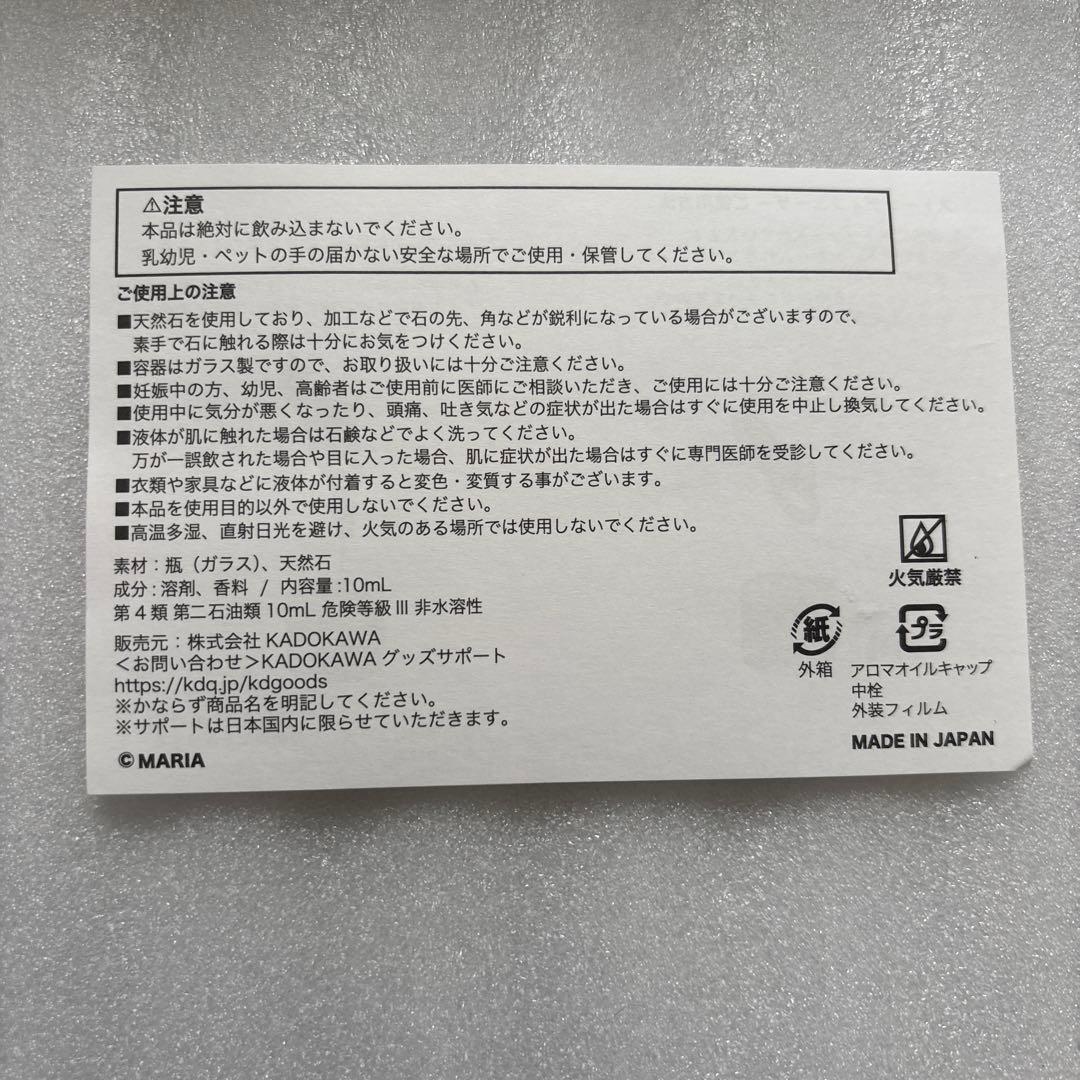 ⚠注意
本品は絶対に飲み込まないでください。
乳幼児・ペットの手の届かない安全な場所でご使用・保管してください。
ご使用上の注意
■天然石を使用しており、加工などで石の先、角などが鋭利になっている場合がございますので、
素手で石に触れる際は十分にお気をつけください。
■容器はガラス製ですので、お取り扱いには十分ご注意ください。
■妊娠中の方、幼児、高齢者はご使用前に医師にご相談いただき、ご使用には十分ご注意ください。
■使用中に気分が悪くなったり、頭痛、吐き気などの症状が出た場合はすぐに使用を中止し換気してください。
■液体が肌に触れた場合は石鹸などでよく洗ってください。
万が一誤飲された場合や目に入った場合、肌に症状が出た場合はすぐに専門医師を受診してください。
■衣類や家具などに液体が付着すると変色・変質する事がございます。
■本品を使用目的以外で使用しないでください。
■高温多湿、直射日光を避け、火気のある場所では使用しないでください。
素材：瓶（ガラス）、天然石
成分：溶剤、香料 / 内容量：10mL
第4類 第二石油類 10mL 危険等級III 非水溶性
販売元：株式会社KADOKAWA
＜お問い合わせ＞KADOKAWAグッズサポート
https://kdq.jp/kdgoods
※かならず商品名を明記してください。
※サポートは日本国内に限らせていただきます。
©MARIA
火気厳禁
紙
外箱
プラ
アロマオイルキャップ
中栓
外装フィルム
MADE IN JAPAN